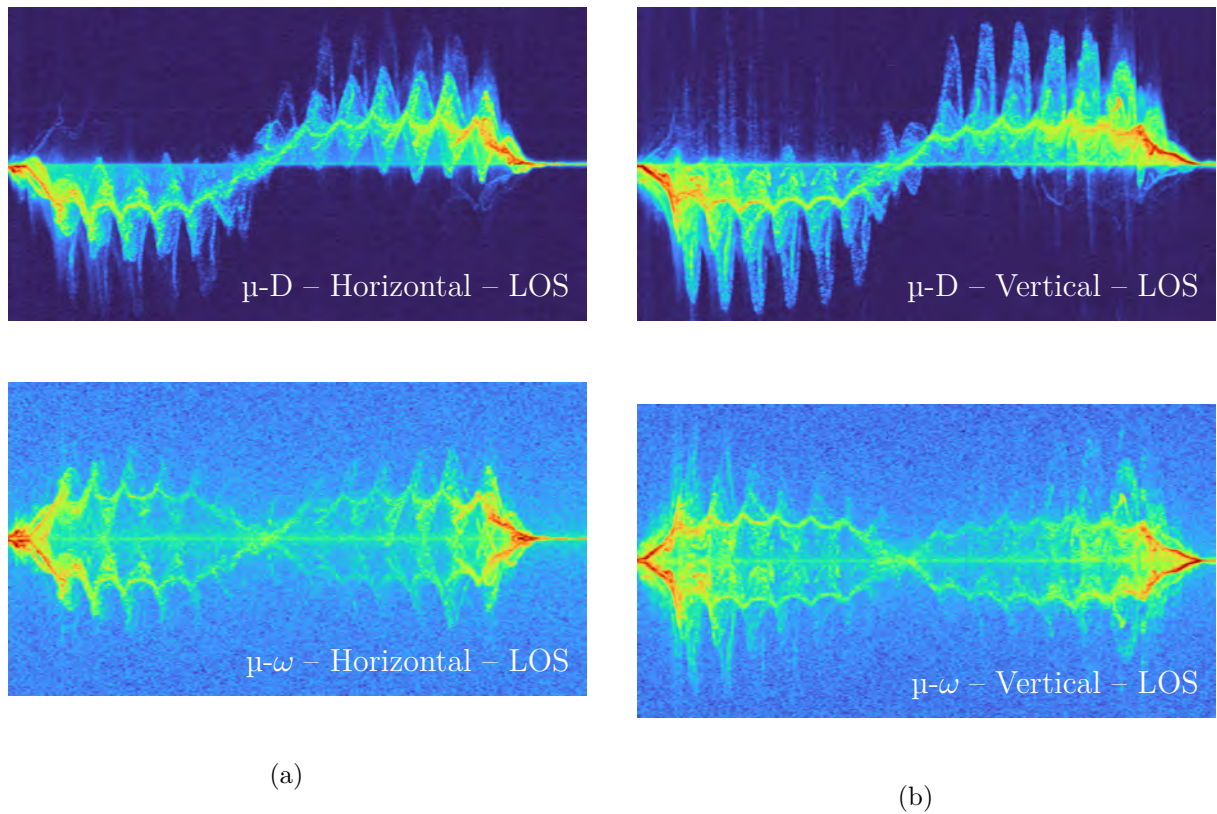 µ-D – Horizontal – LOS
µ-D – Vertical – LOS
µ-ω – Horizontal – LOS
µ-ω – Vertical – LOS
(a)
(b)